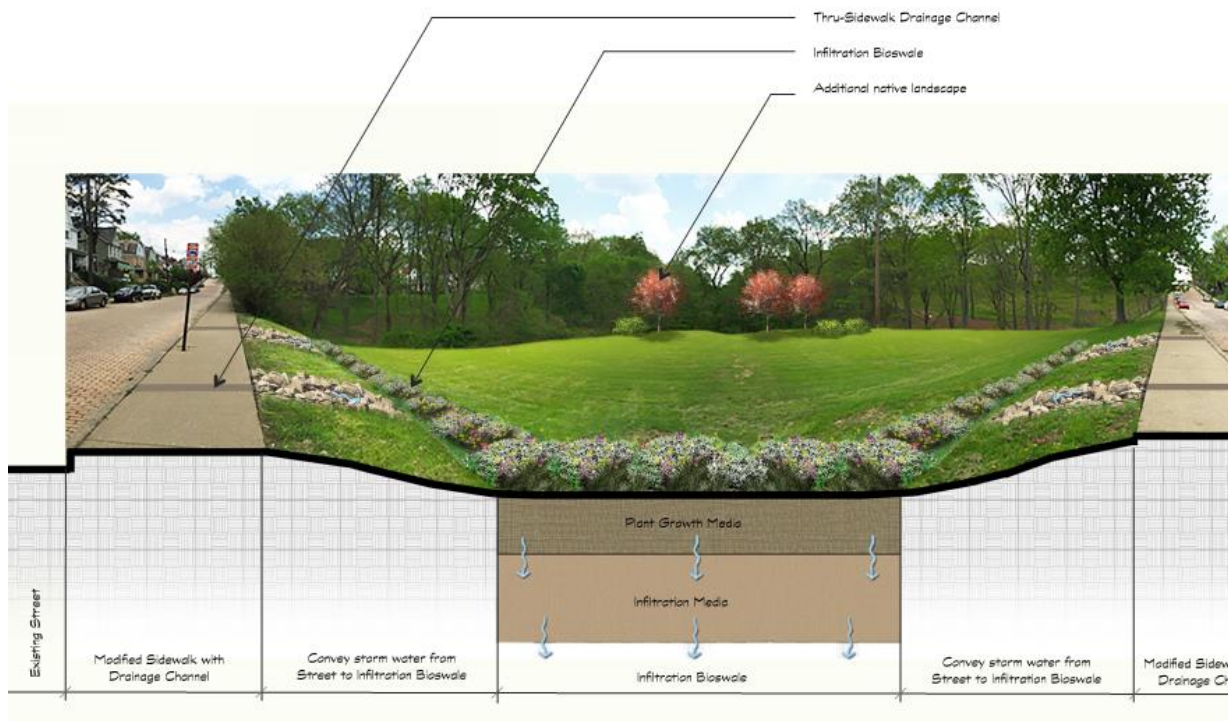 Thru-Sidewalk Drainage Channel
Infiltration Bioswale
Additional native landscape
Plant Growth Media
Infiltration Media
Existing Street
Modified Sidewalk with
Drainage Channel
Convey storm water from
Street to Infiltration Bioswale
Infiltration Bioswale
Convey storm water from
Street to Infiltration Bioswale
Modified Sidew
Drainage Ch